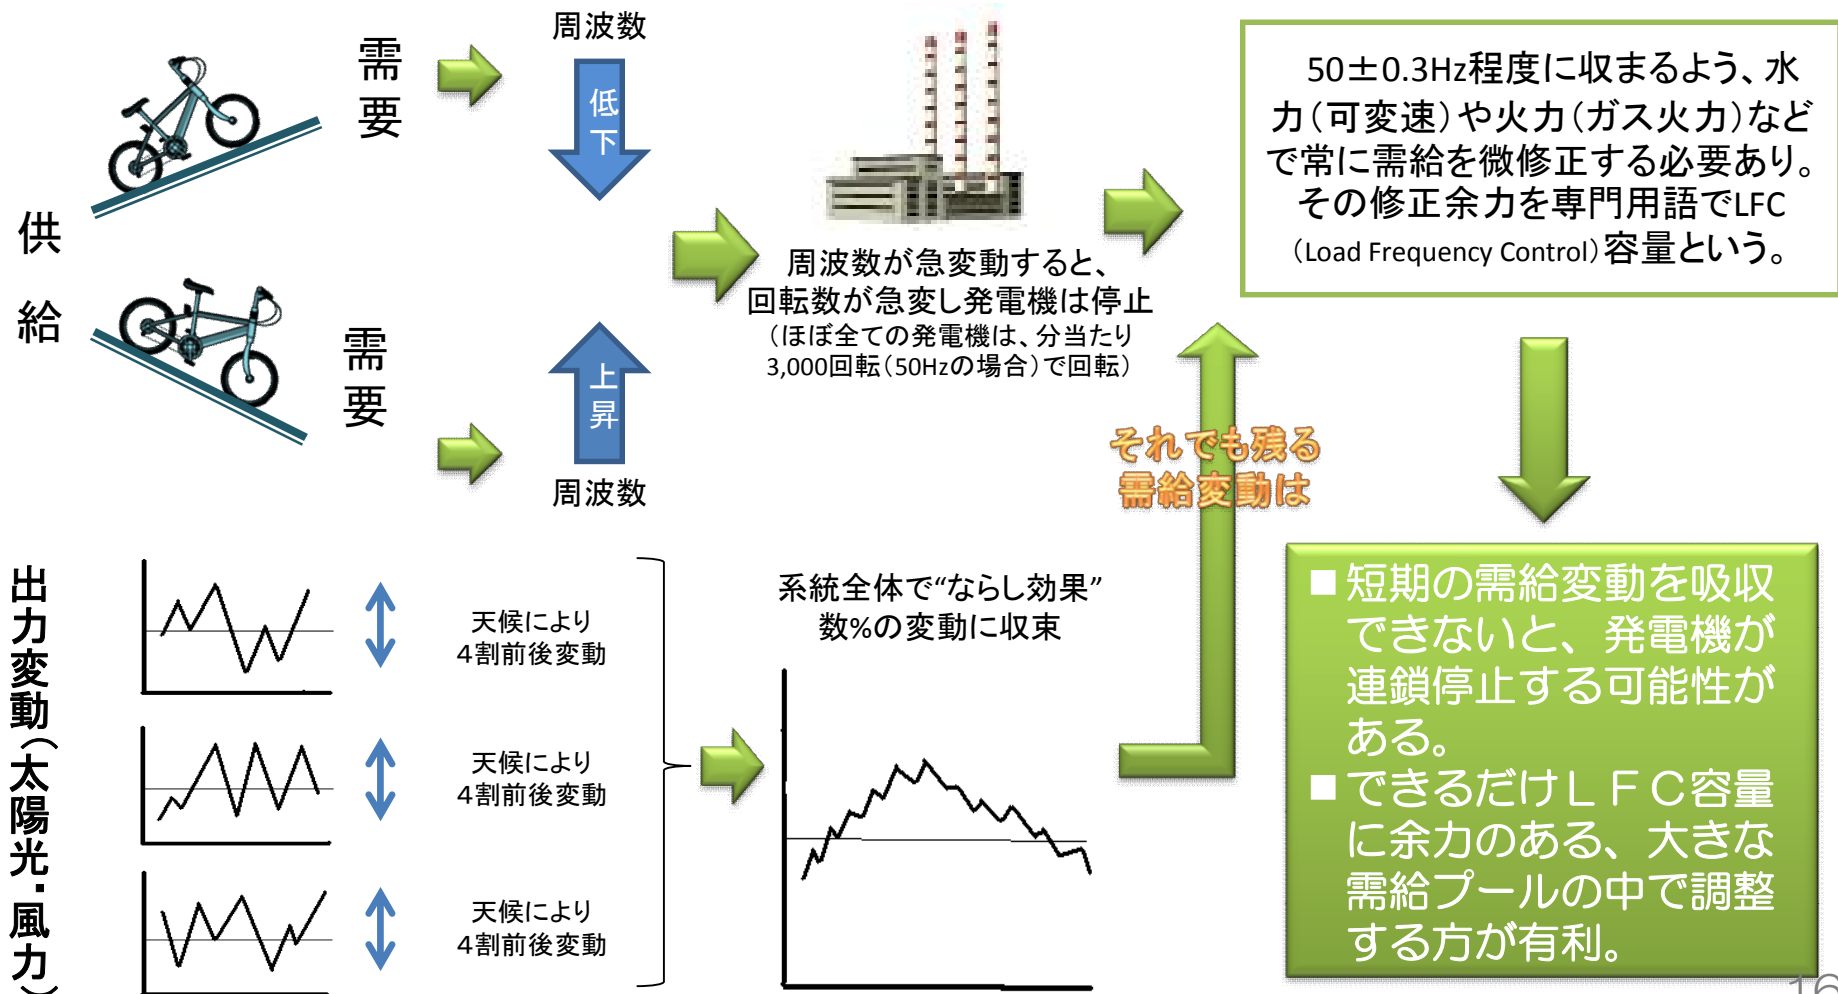 供給
需要
周波数
低下
需要
上昇
周波数
周波数が急変動すると、
回転数が急変し発電機は停止
（ほぼ全ての発電機は、分当たり
3,000回転（50Hzの場合）で回転）
50±0.3Hz程度に収まるよう、水
力（可変速）や火力（ガス火力）など
で常に需給を微修正する必要あり。
その修正余力を専門用語でLFC
（Load Frequency Control）容量という。
それでも残る
需給変動は
出力変動（太陽光・風力）
天候により
4割前後変動
天候により
4割前後変動
天候により
4割前後変動
系統全体で“ならし効果”
数%の変動に収束
■短期の需給変動を吸収
できないと、発電機が
連鎖停止する可能性が
ある。
■できるだけＬＦＣ容量
に余力のある、大きな
需給プールの中で調整
する方が有利。
16